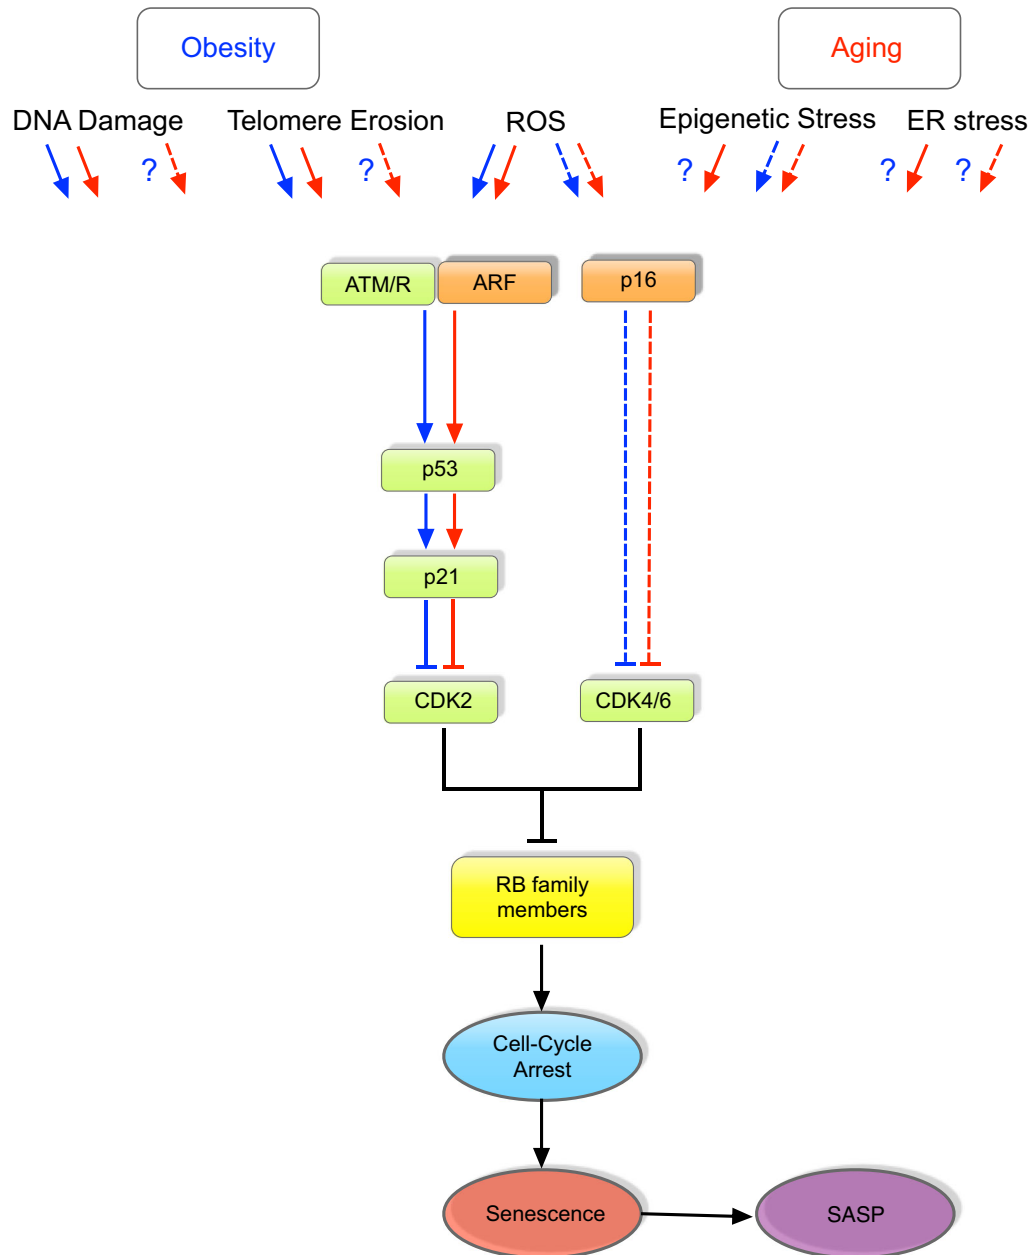 Obesity
Aging
DNA Damage
Telomere Erosion
ROS
Epigenetic Stress
ER stress
?
?
?
?
?
ATM/R
ARF
p16
p53
p21
CDK2
CDK4/6
RB family
members
Cell-Cycle
Arrest
Senescence
SASP